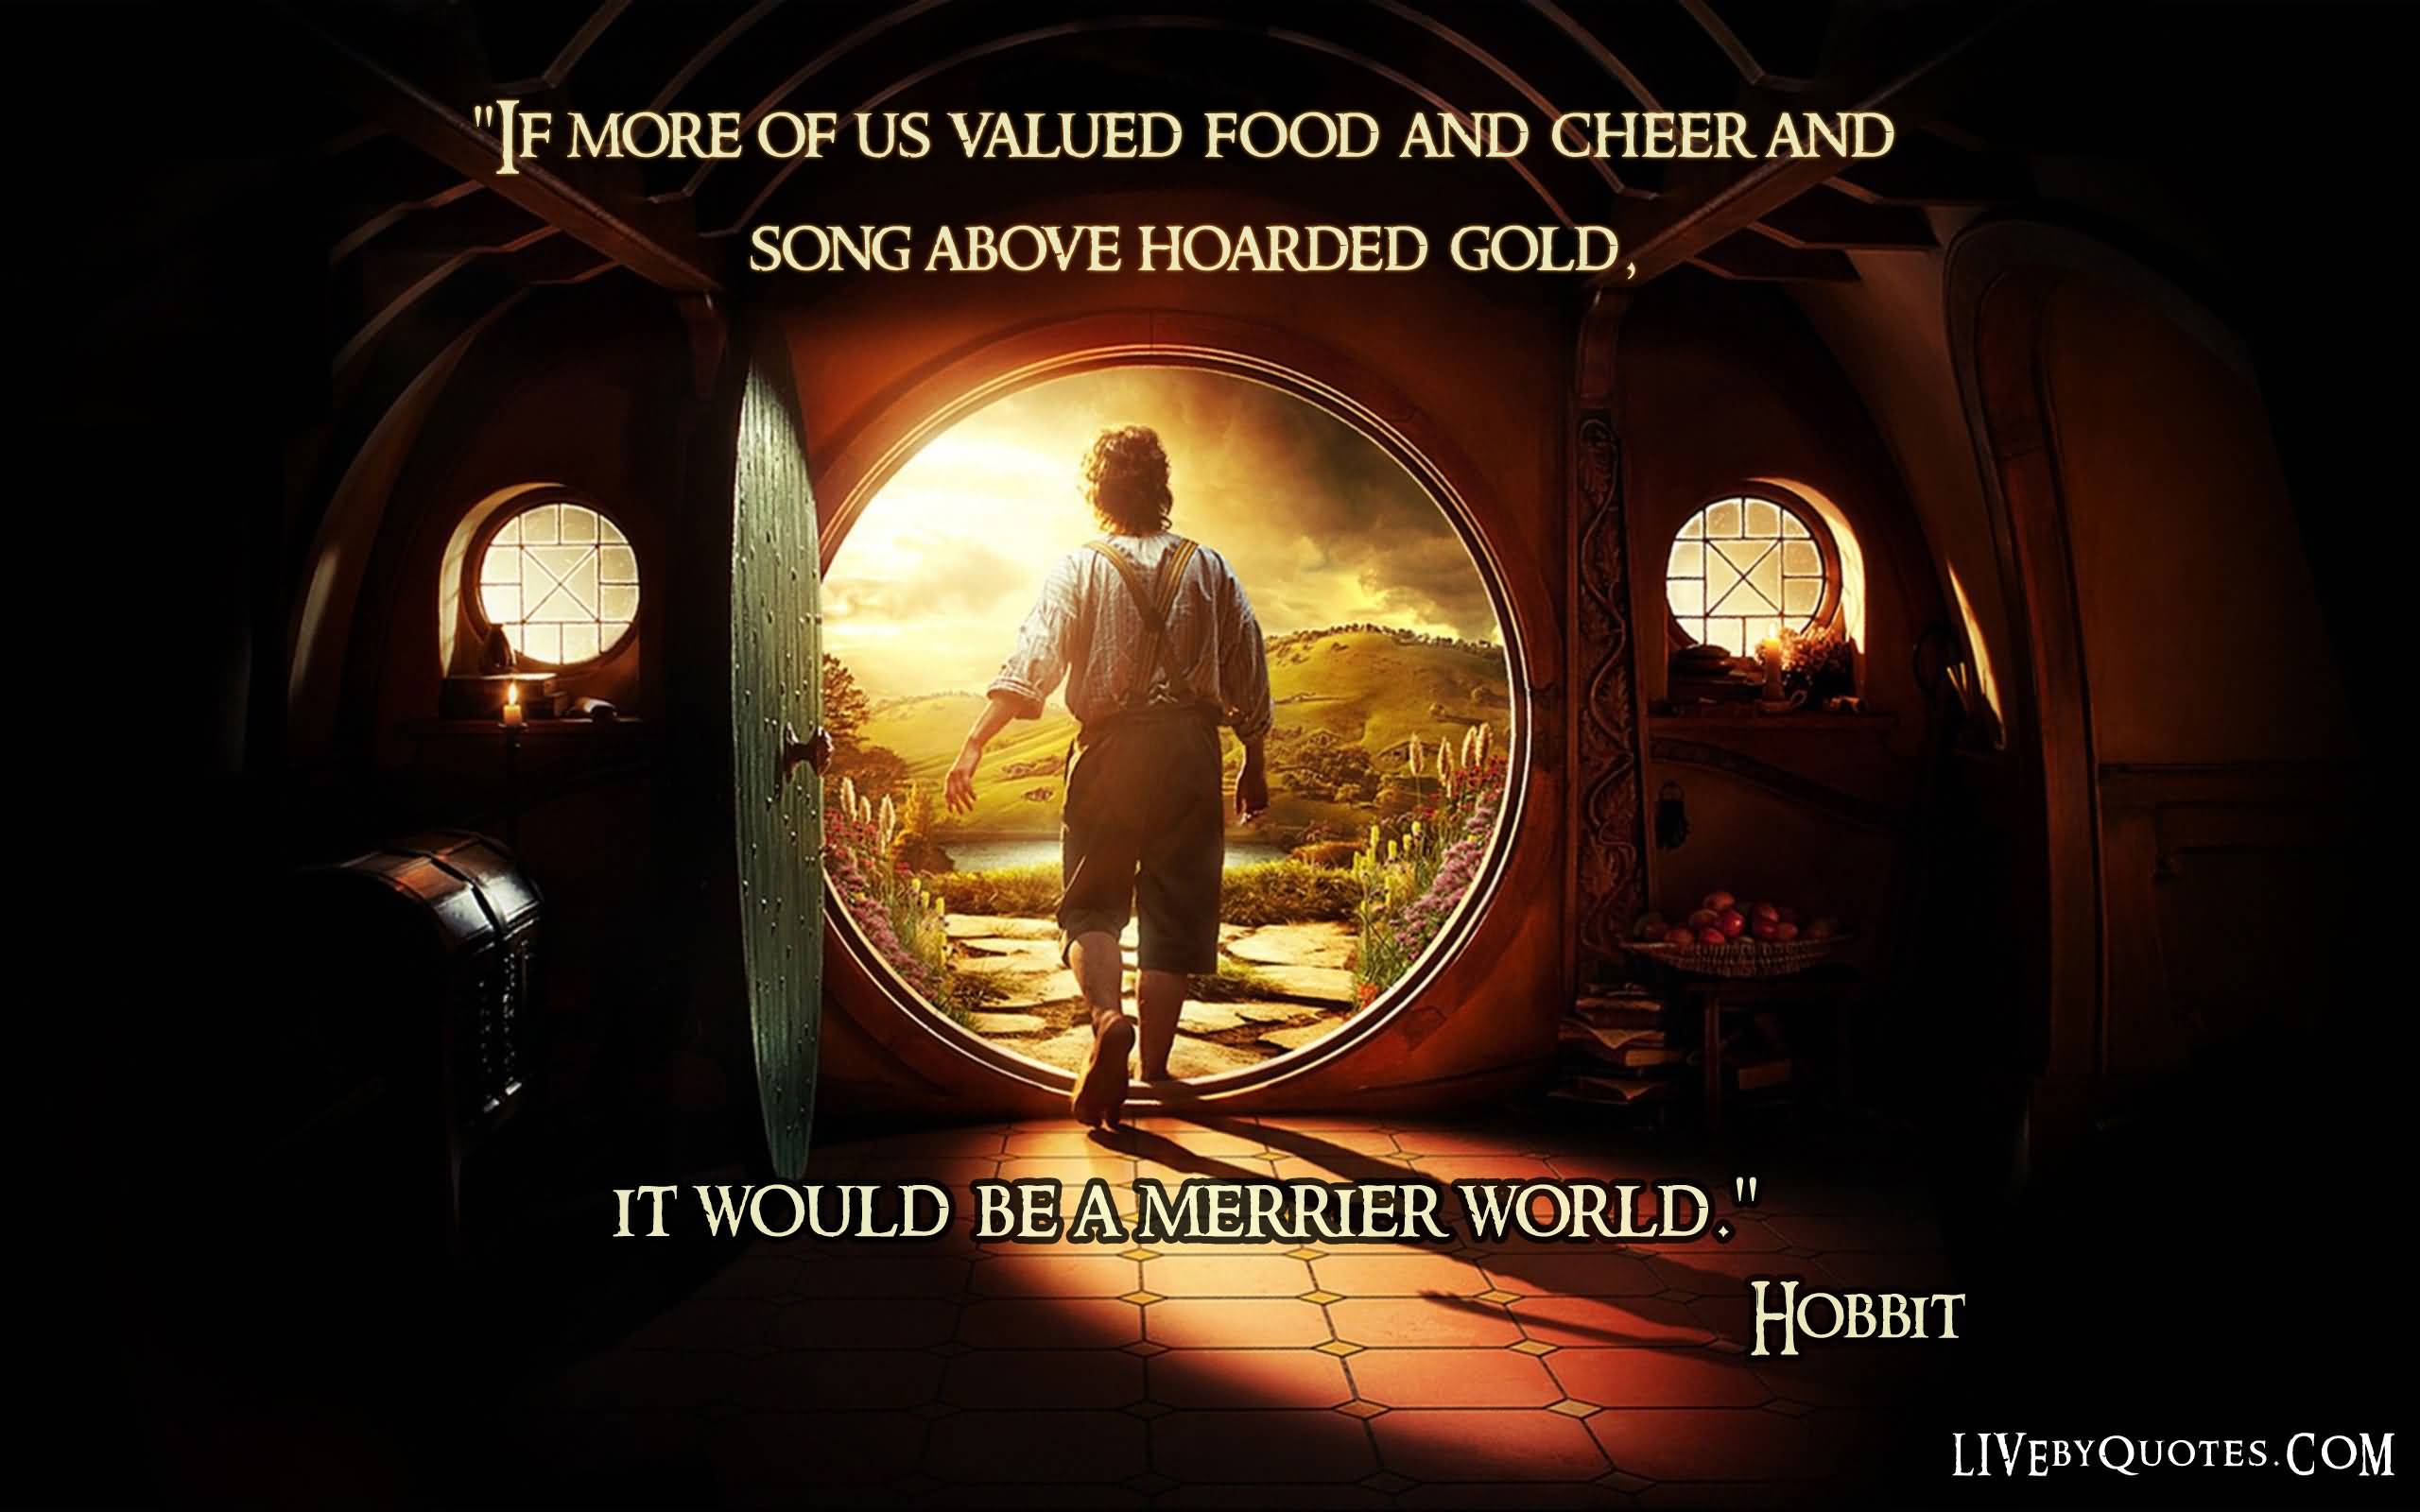 "If more of us valued food and cheer and
song above hoarded gold,
it would be a merrier world."
Hobbit
LIVEbyQuotes.COM